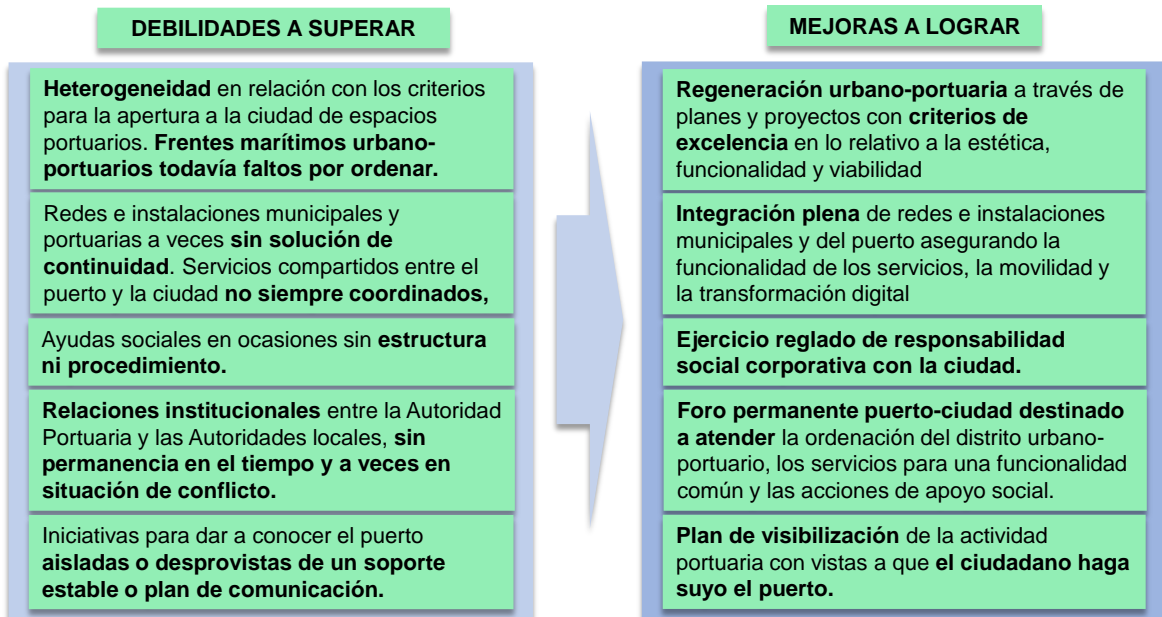 DEBILIDADES A SUPERAR
Heterogeneidad en relación con los criterios
para la apertura a la ciudad de espacios
portuarios. Frentes marítimos urbano-
portuarios todavía faltos por ordenar.
Redes e instalaciones municipales y
portuarias a veces sin solución de
continuidad. Servicios compartidos entre el
puerto y la ciudad no siempre coordinados,
Ayudas sociales en ocasiones sin estructura
ni procedimiento.
Relaciones institucionales entre la Autoridad
Portuaria y las Autoridades locales, sin
permanencia en el tiempo y a veces en
situación de conflicto.
Iniciativas para dar a conocer el puerto
aisladas o desprovistas de un soporte
estable o plan de comunicación.
MEJORAS A LOGRAR
Regeneración urbano-portuaria a través de
planes y proyectos con criterios de
excelencia en lo relativo a la estética,
funcionalidad y viabilidad
Integración plena de redes e instalaciones
municipales y del puerto asegurando la
funcionalidad de los servicios, la movilidad y
la transformación digital
Ejercicio reglado de responsabilidad
social corporativa con la ciudad.
Foro permanente puerto-ciudad destinado
a atender la ordenación del distrito urbano-
portuario, los servicios para una funcionalidad
común y las acciones de apoyo social.
Plan de visibilización de la actividad
portuaria con vistas a que el ciudadano haga
suyo el puerto.